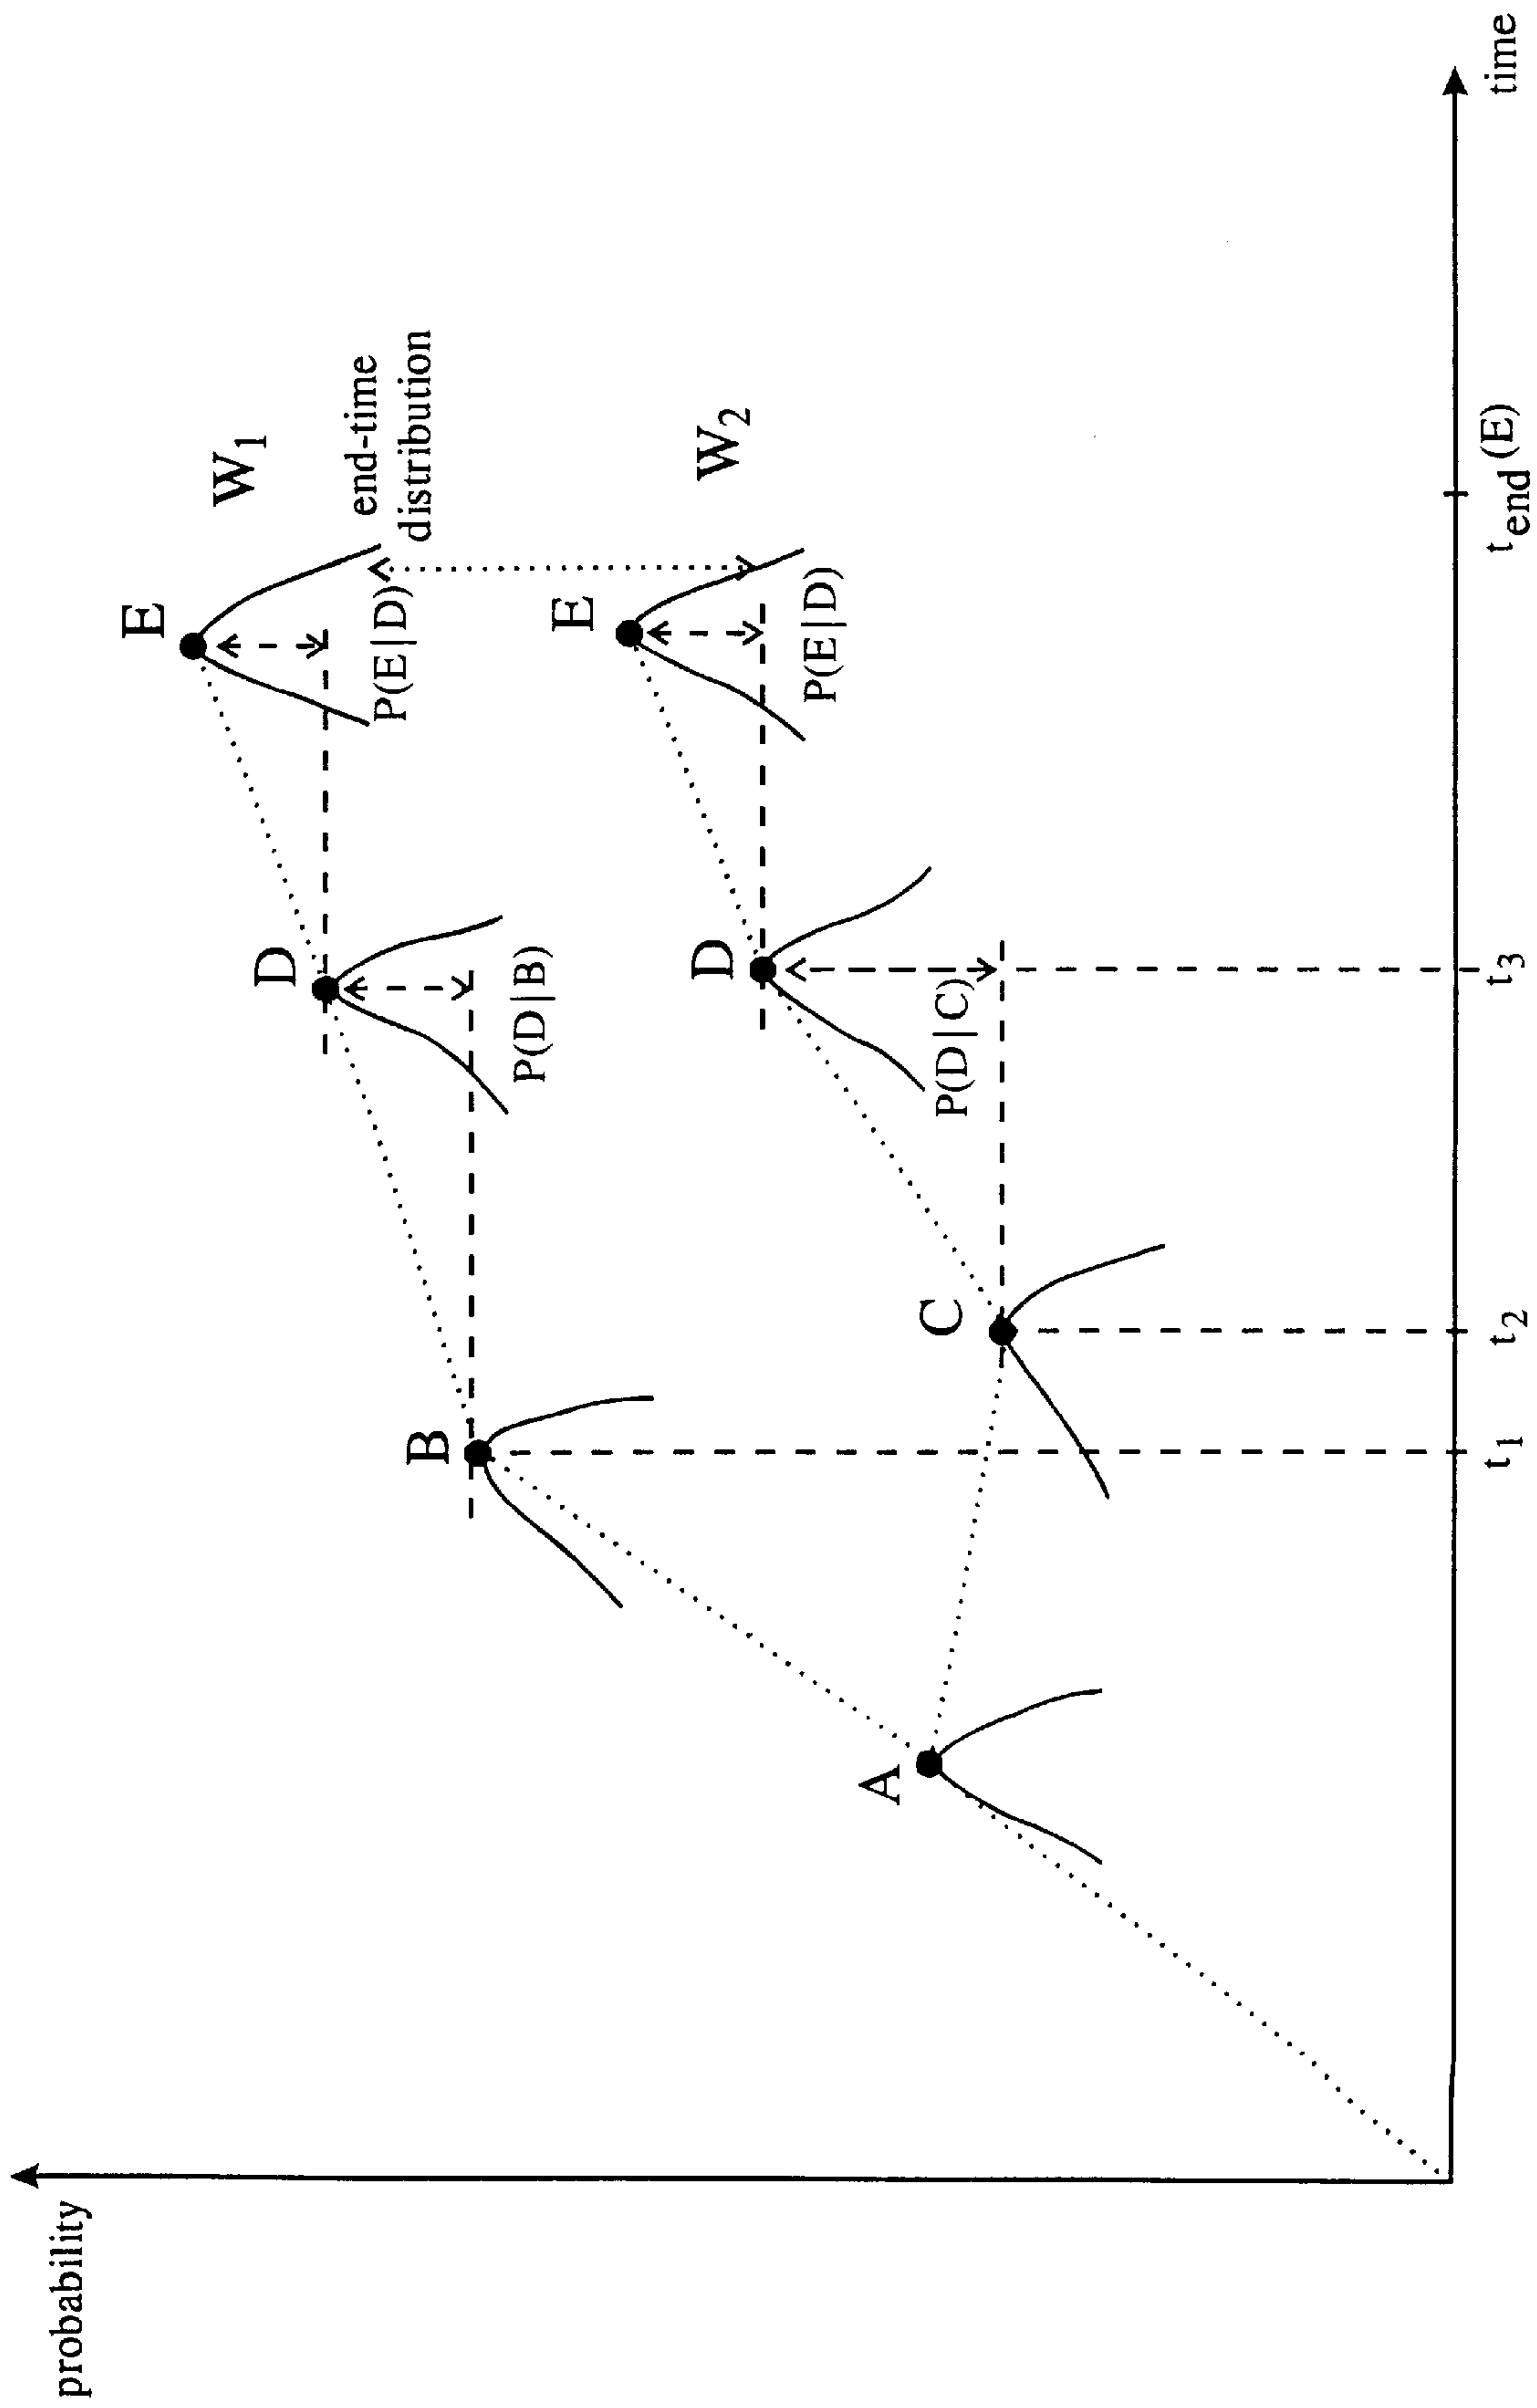 probability
E
W1
end-time
distribution
P(E|D)
D
P(D|B)
B
E
W2
P(E|D)
D
P(D|C)
C
A
t1
t2
t3
tend(E)
time